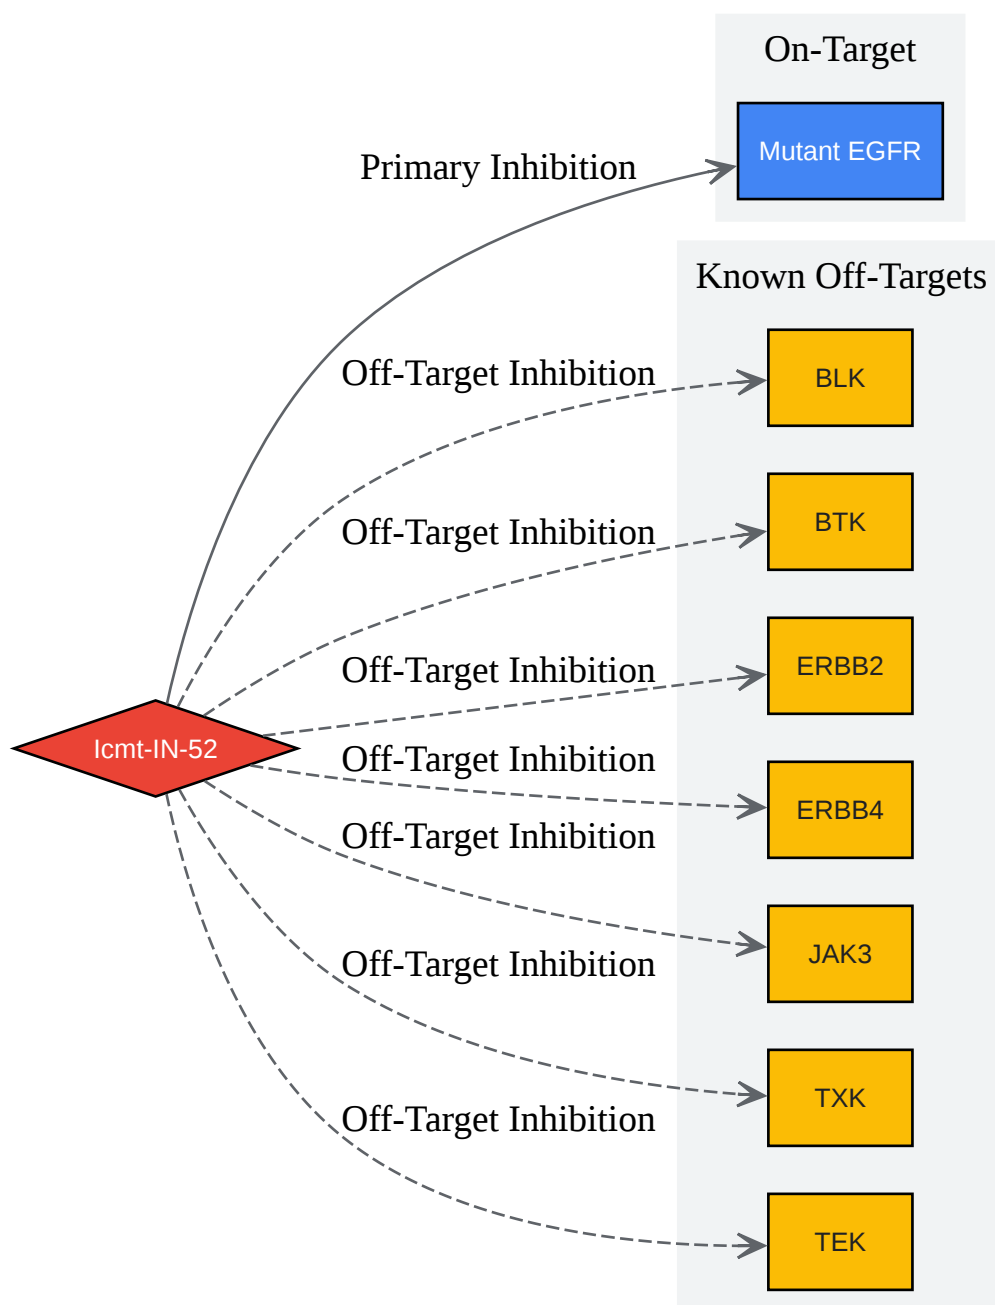 On-Target
Mutant EGFR
Primary Inhibition
Known Off-Targets
Off-Target Inhibition
BLK
Off-Target Inhibition
BTK
Off-Target Inhibition
ERBB2
Icmt-IN-52
Off-Target Inhibition
ERBB4
Off-Target Inhibition
JAK3
Off-Target Inhibition
TXK
Off-Target Inhibition
TEK